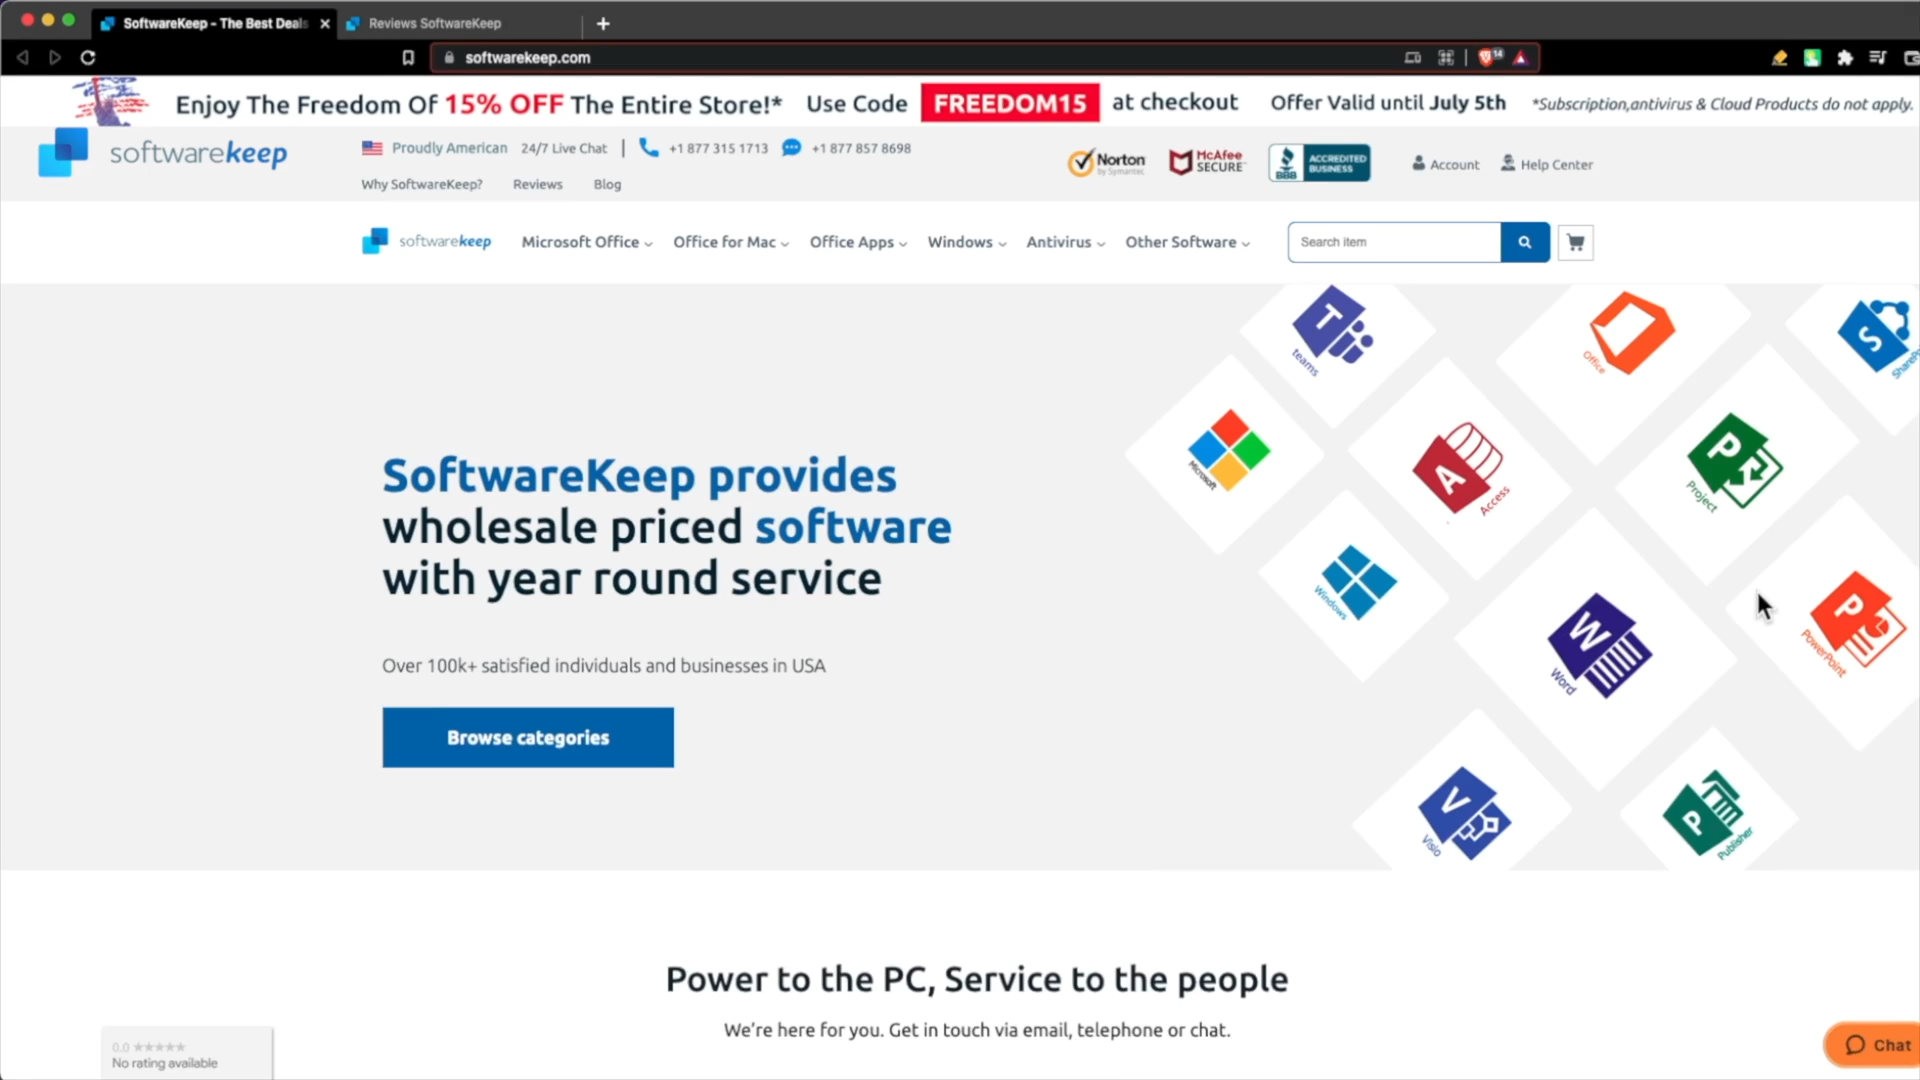 SoftwareKeep - The Best Deals
Reviews SoftwareKeep
softwarekeep.com
14
Enjoy The Freedom Of 15% OFF The Entire Store!* Use Code FREEDOM15 at checkout Offer Valid until July 5th *Subscription,antivirus & Cloud Products do not apply.
softwarekeep
Proudly American 24/7 Live Chat | +1 877 315 1713 +1 877 857 8698
Norton
by Symantec
McAfee
SECURE
BBB
ACCREDITED
BUSINESS
Account
Help Center
Why SoftwareKeep? Reviews Blog
softwarekeep
Microsoft Office Office for Mac Office Apps Windows Antivirus Other Software
Search item
T
teams
Office
S
Microsoft
A
Access
P
Project
SoftwareKeep provides
wholesale priced software
with year round service
Windows
W
Word
P
PowerPoint
Over 100k+ satisfied individuals and businesses in USA
Browse categories
V
Visio
P
Publisher
Power to the PC, Service to the people
We're here for you. Get in touch via email, telephone or chat.
0.0
No rating available
Chat